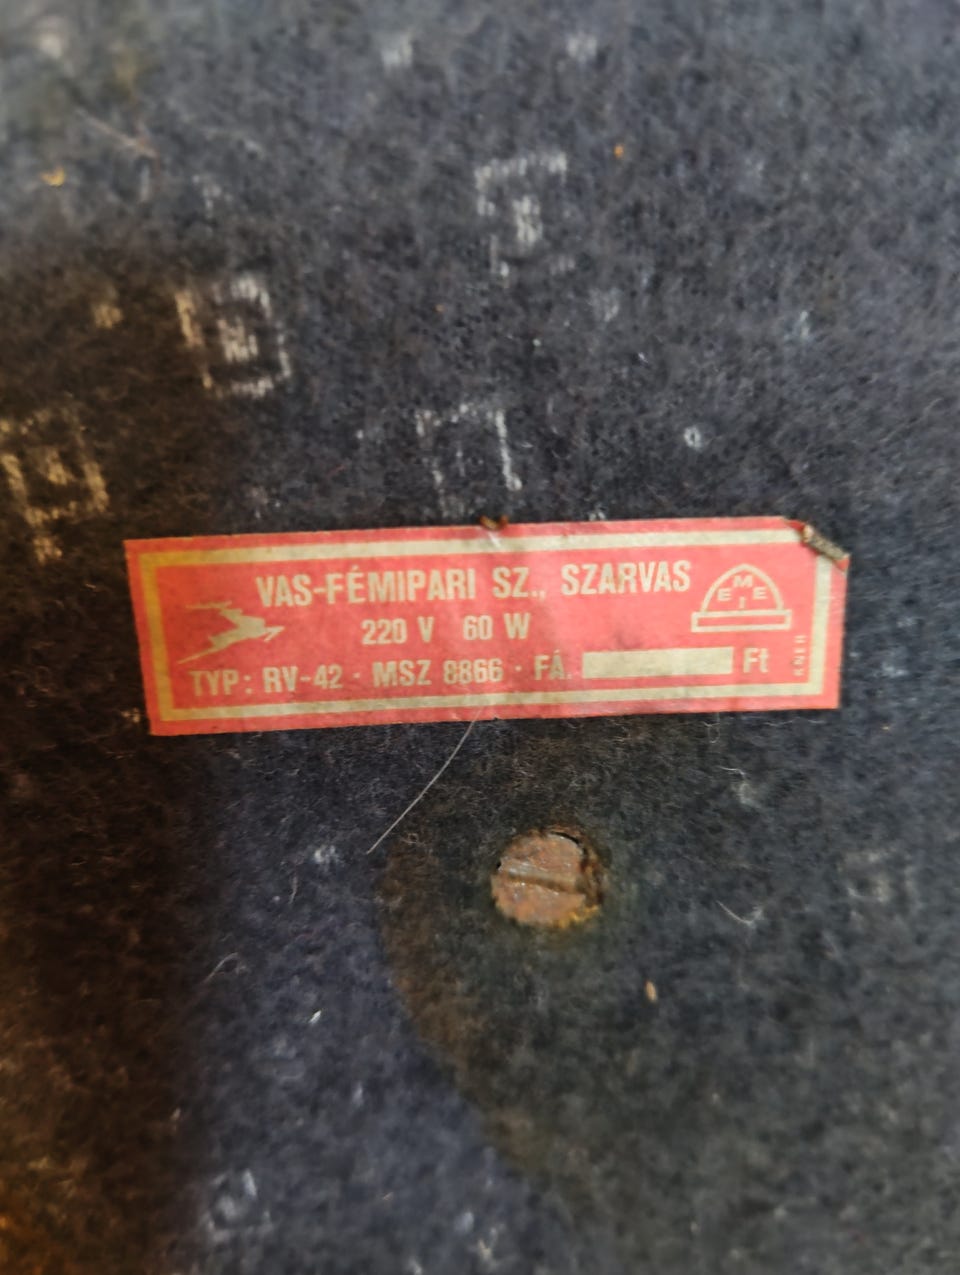 VAS-FÉMIPARI SZ., SZARVAS
220 V 60 W
TYP: RV-42 · MSZ 8866 · FÁ. Ft
MEEI